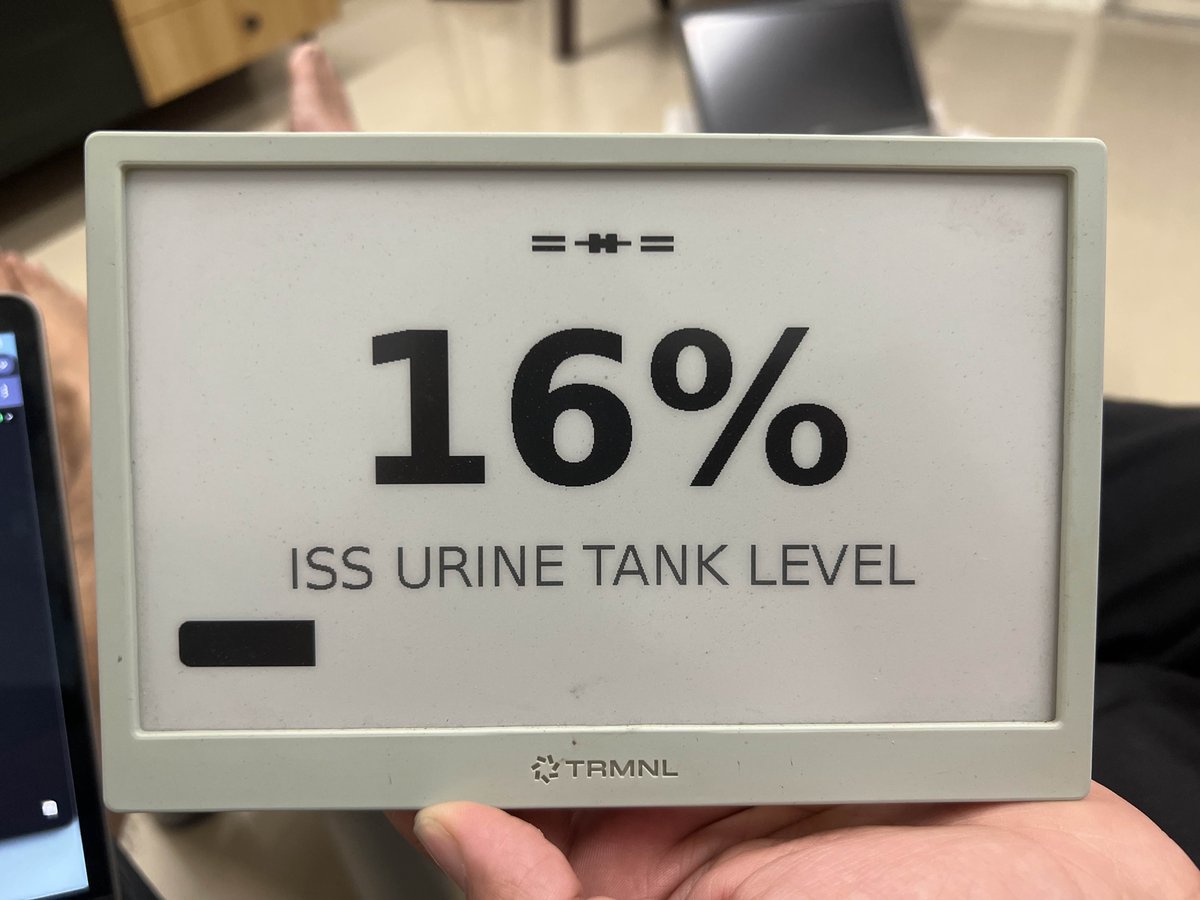 16%
ISS URINE TANK LEVEL
TRMNL